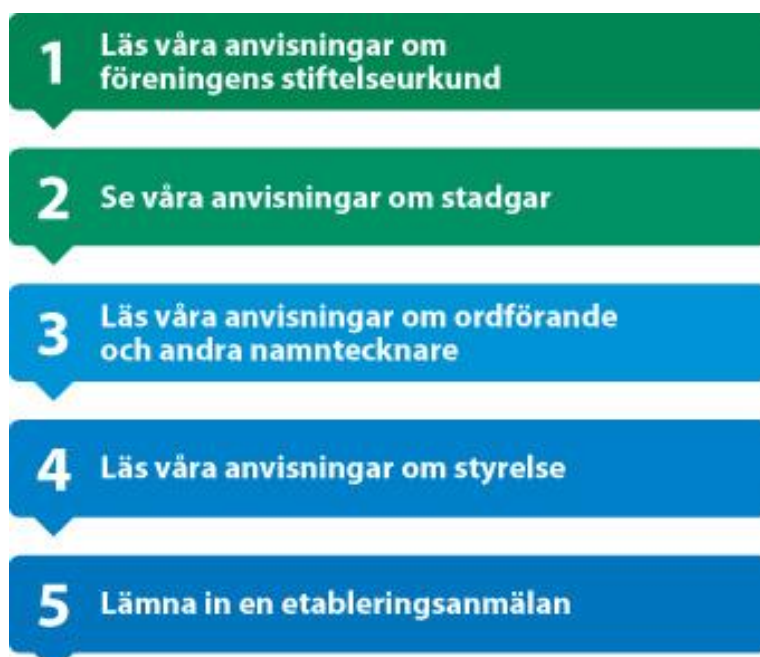 1
Läs våra anvisningar om
föreningens stiftelseurkund
2
Se våra anvisningar om stadgar
3
Läs våra anvisningar om ordförande
och andra namntecknare
4
Läs våra anvisningar om styrelse
5
Lämna in en etableringsanmälan